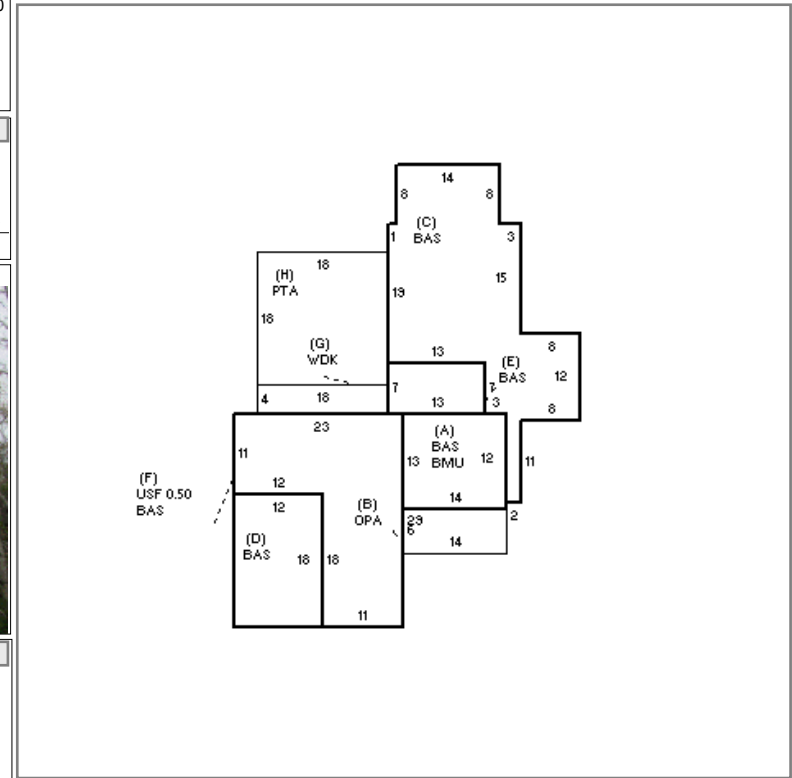 14
8 8
(C)
BAS
1 3
18
(H)
PTA
15
19
18
(G)
WDK
13
8
(E)
BAS
12
7 7
4 18 13 3 8
23
(A)
BAS
BMU
11 13 12 11
(F)
USF 0.50
BAS
12
12
14
(B)
OPA
29
6
2
(D)
BAS
14
18 18
11